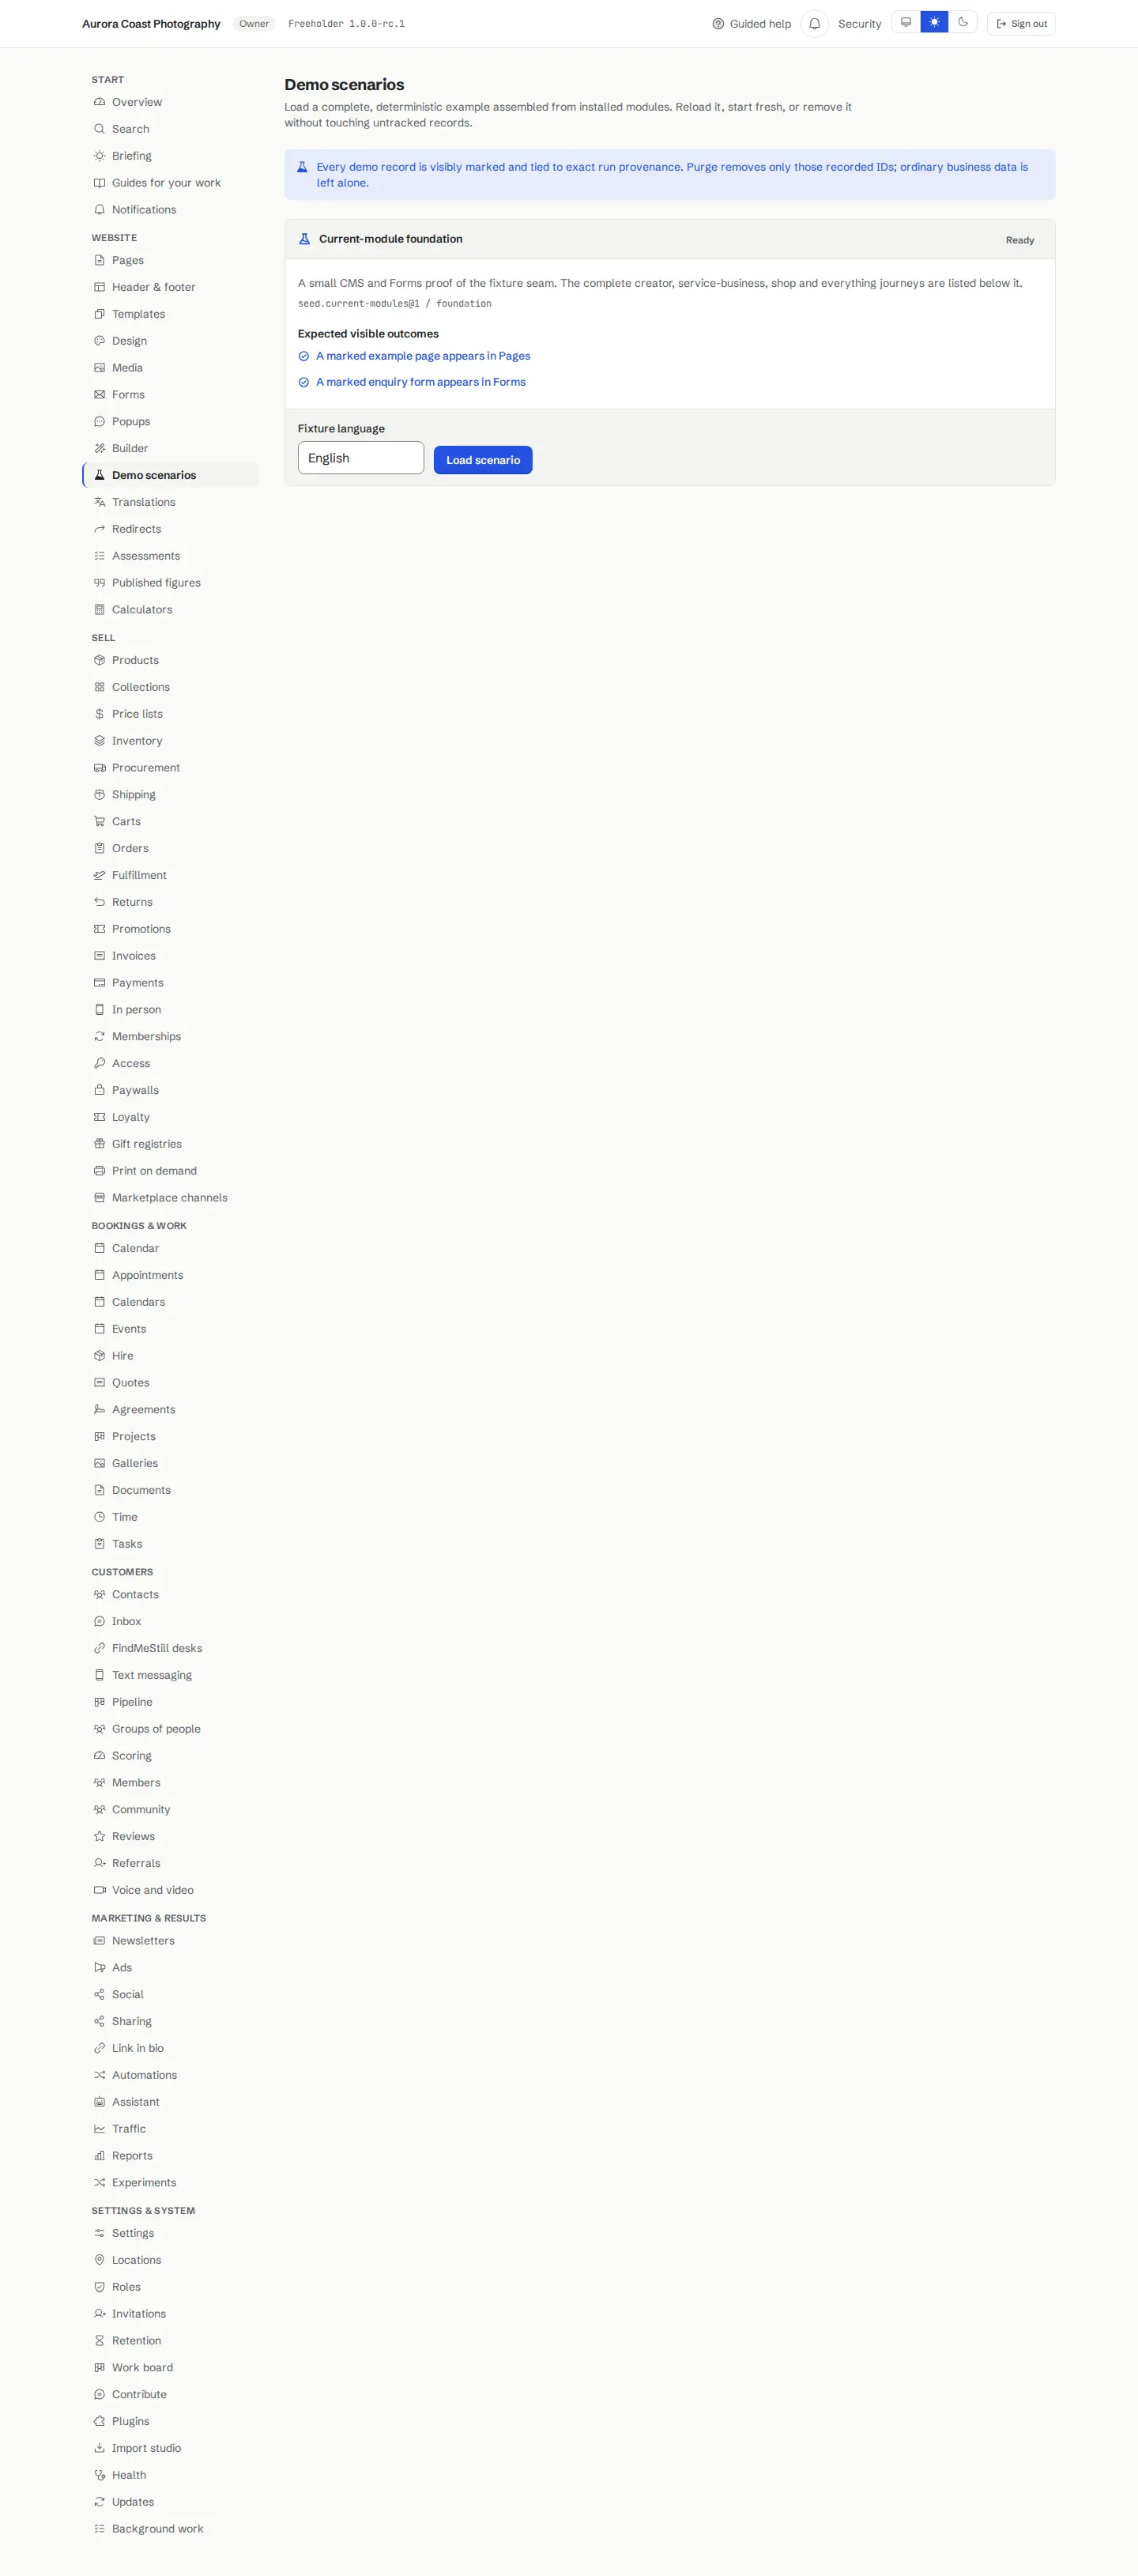 Aurora Coast Photography
Owner
Freeholder 1.0.0-rc.1
Guided help
Security
Sign out
START
Overview
Search
Briefing
Guides for your work
Notifications
WEBSITE
Pages
Header & footer
Templates
Design
Media
Forms
Popups
Builder
Demo scenarios
Translations
Redirects
Assessments
Published figures
Calculators
SELL
Products
Collections
Price lists
Inventory
Procurement
Shipping
Carts
Orders
Fulfillment
Returns
Promotions
Invoices
Payments
In person
Memberships
Access
Paywalls
Loyalty
Gift registries
Print on demand
Marketplace channels
BOOKINGS & WORK
Calendar
Appointments
Calendars
Events
Hire
Quotes
Agreements
Projects
Galleries
Documents
Time
Tasks
CUSTOMERS
Contacts
Inbox
FindMeStill desks
Text messaging
Pipeline
Groups of people
Scoring
Members
Community
Reviews
Referrals
Voice and video
MARKETING & RESULTS
Newsletters
Ads
Social
Sharing
Link in bio
Automations
Assistant
Traffic
Reports
Experiments
SETTINGS & SYSTEM
Settings
Locations
Roles
Invitations
Retention
Work board
Contribute
Plugins
Import studio
Health
Updates
Background work
Demo scenarios
Load a complete, deterministic example assembled from installed modules. Reload it, start fresh, or remove it
without touching untracked records.
Every demo record is visibly marked and tied to exact run provenance. Purge removes only those recorded IDs; ordinary business data is
left alone.
Current-module foundation
Ready
A small CMS and Forms proof of the fixture seam. The complete creator, service-business, shop and everything journeys are listed below it.
seed.current-modules@1 / foundation
Expected visible outcomes
A marked example page appears in Pages
A marked enquiry form appears in Forms
Fixture language
English
Load scenario